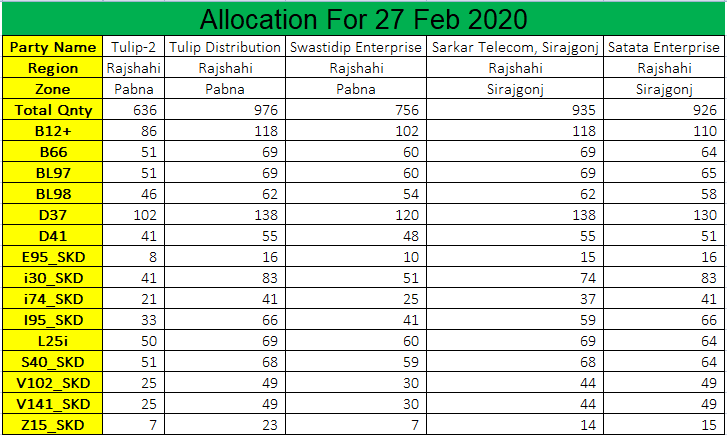 Allocation For 27 Feb 2020
Party Name Tulip-2 Tulip Distribution Swastidip Enterprise Sarkar Telecom, Sirajgonj Satata Enterprise
Region Rajshahi Rajshahi Rajshahi Rajshahi Rajshahi
Zone Pabna Pabna Pabna Sirajgonj Sirajgonj
Total Qnty 636 976 756 935 926
B12+ 86 118 102 118 110
B66 51 69 60 69 64
BL97 51 69 60 69 65
BL98 46 62 54 62 58
D37 102 138 120 138 130
D41 41 55 48 55 51
E95_SKD 8 16 10 15 16
i30_SKD 41 83 51 74 83
i74_SKD 21 41 25 37 41
I95_SKD 33 66 41 59 66
L25i 50 69 60 69 64
S40_SKD 51 68 59 68 64
V102_SKD 25 49 30 44 49
V141_SKD 25 49 30 44 49
Z15_SKD 7 23 7 14 15